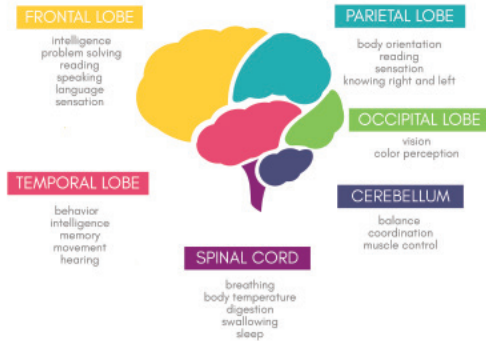 FRONTAL LOBE
intelligence
problem solving
reading
speaking
language
sensation
PARIETAL LOBE
body orientation
reading
sensation
knowing right and left
OCCIPITAL LOBE
vision
color perception
TEMPORAL LOBE
behavior
intelligence
memory
movement
hearing
CEREBELLUM
balance
coordination
muscle control
SPINAL CORD
breathing
body temperature
digestion
swallowing
sleep